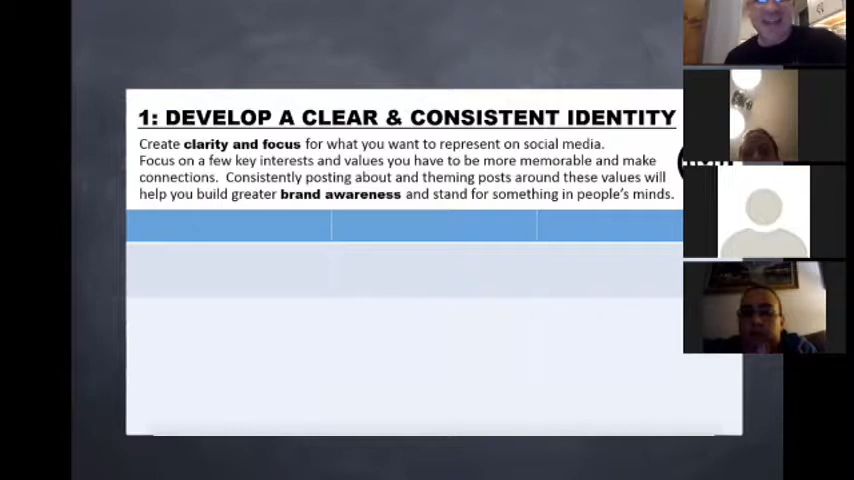 1: DEVELOP A CLEAR & CONSISTENT IDENTITY
Create clarity and focus for what you want to represent on social media.
Focus on a few key interests and values you have to be more memorable and make
connections.  Consistently posting about and theming posts around these values will
help you build greater brand awareness and stand for something in people's minds.